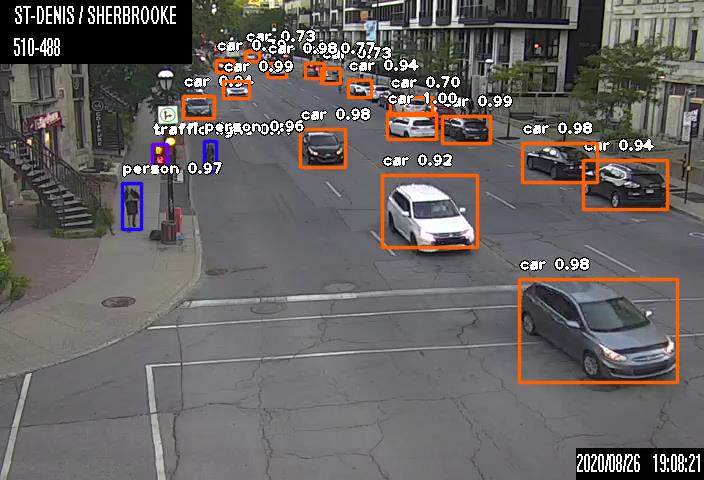 ST-DENIS / SHERBROOKE
510-488
car 0.73
car 0.98
car 0.73
car 0.99
car 0.94
car 0.70
car 1.00
car 0.99
car 0.98
person 0.96
car 0.98
car 0.94
car 0.92
person 0.97
car 0.98
2020/08/26 19:08:21